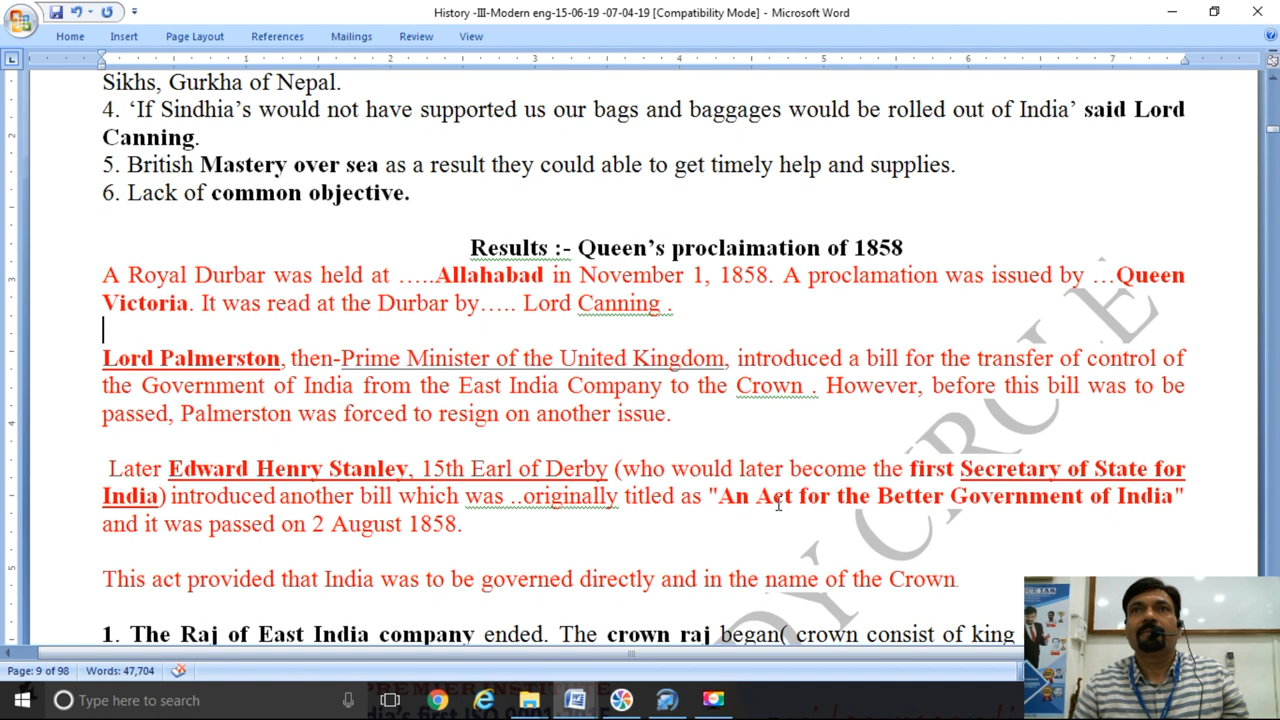 History -III-Modern eng-15-06-19 -07-04-19 [Compatibility Mode] - Microsoft Word
Home Insert Page Layout References Mailings Review View
1 2 3 4 5 6 7
Sikhs, Gurkha of Nepal.
4. ‘If Sindhia’s would not have supported us our bags and baggages would be rolled out of India’ said Lord
Canning.
5. British Mastery over sea as a result they could able to get timely help and supplies.
6. Lack of common objective.
Results :- Queen’s proclaimation of 1858
A Royal Durbar was held at …..Allahabad in November 1, 1858. A proclamation was issued by …Queen
Victoria. It was read at the Durbar by….. Lord Canning .
Lord Palmerston, then-Prime Minister of the United Kingdom, introduced a bill for the transfer of control of
the Government of India from the East India Company to the Crown . However, before this bill was to be
passed, Palmerston was forced to resign on another issue.
Later Edward Henry Stanley, 15th Earl of Derby (who would later become the first Secretary of State for
India) introduced another bill which was ..originally titled as "An Act for the Better Government of India"
and it was passed on 2 August 1858.
This act provided that India was to be governed directly and in the name of the Crown.
1. The Raj of East India company ended. The crown raj began( crown consist of king
DY CIRCLE
Page: 9 of 98 Words: 47,704
Type here to search